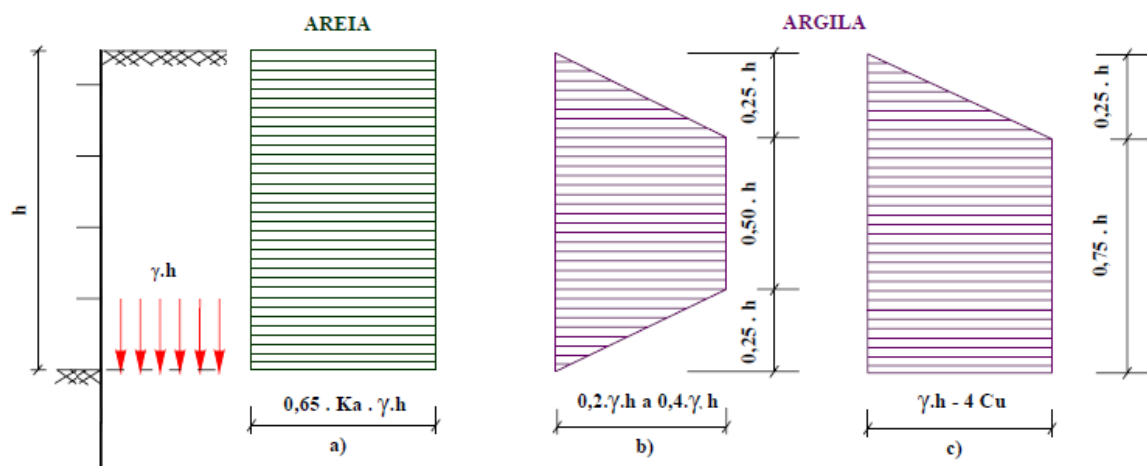 AREIA
ARGILA
h
γ.h
0,65 . Ka . γ.h
a)
0,25 . h
0,50 . h
0,25 . h
0,2.γ.h a 0,4.γ. h
b)
0,25 . h
0,75 . h
γ.h - 4 Cu
c)